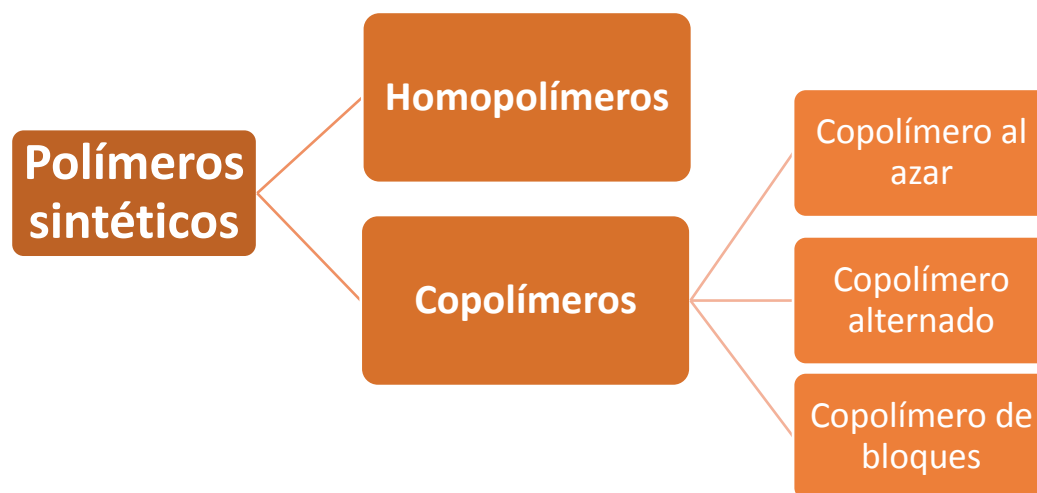 Polímeros
sintéticos
Homopolímeros
Copolímeros
Copolímero al
azar
Copolímero
alternado
Copolímero de
bloques